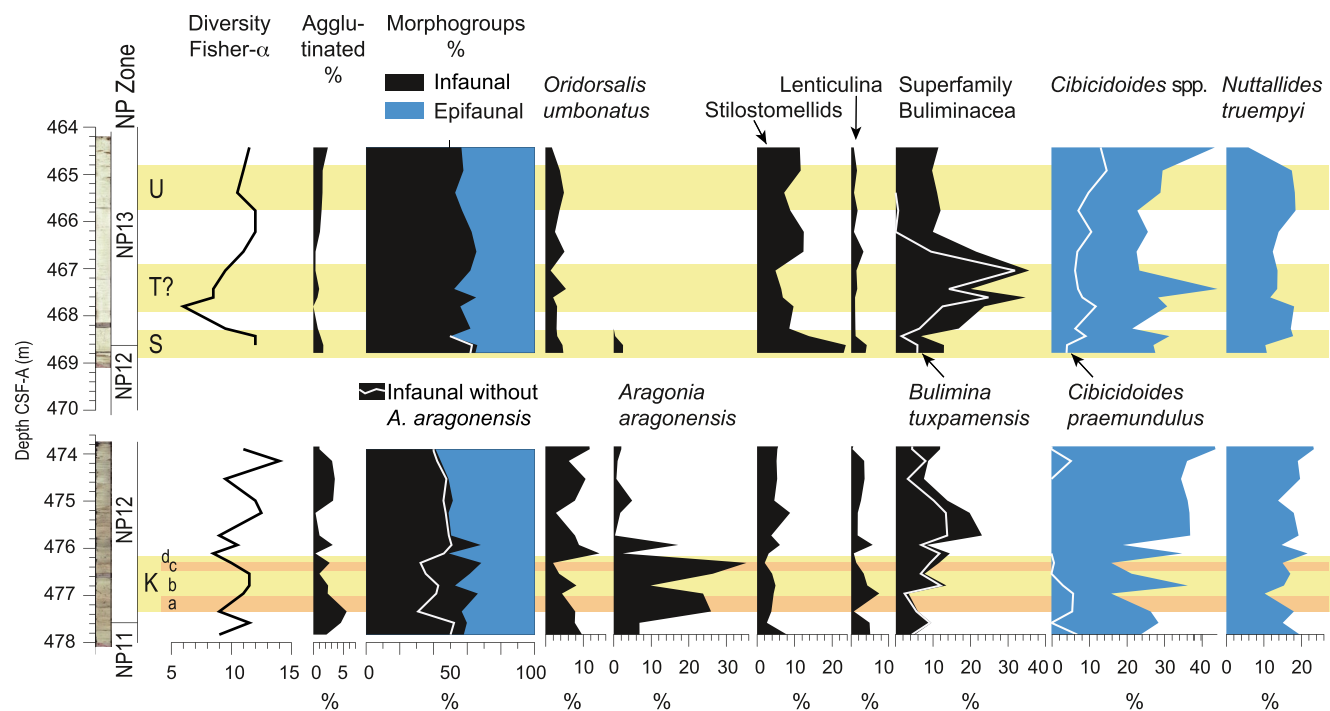 Diversity
Fisher-α
Agglu-
tinated
%
Morphogroups
%
Infaunal
Epifaunal
Oridorsalis
umbonatus
Stilostomellids
Lenticulina
Superfamily
Buliminacea
Cibicidoides spp.
Nuttallides
truempyi
NP Zone
Depth CSF-A (m)
464
465
466
467
468
469
470
NP13
NP12
U
T?
S
Infaunal without
A. aragonensis
Aragonia
aragonensis
Bulimina
tuxpamensis
Cibicidoides
praemundulus
474
475
476
477
478
NP12
NP11
K
d
c
b
a
5 10 15
0 5
0 50 100
10
0 10 20 30
0 10
0 10
0 10 20 30 40
0 10 20 30 40
0 10 20
% % % % % % % % %